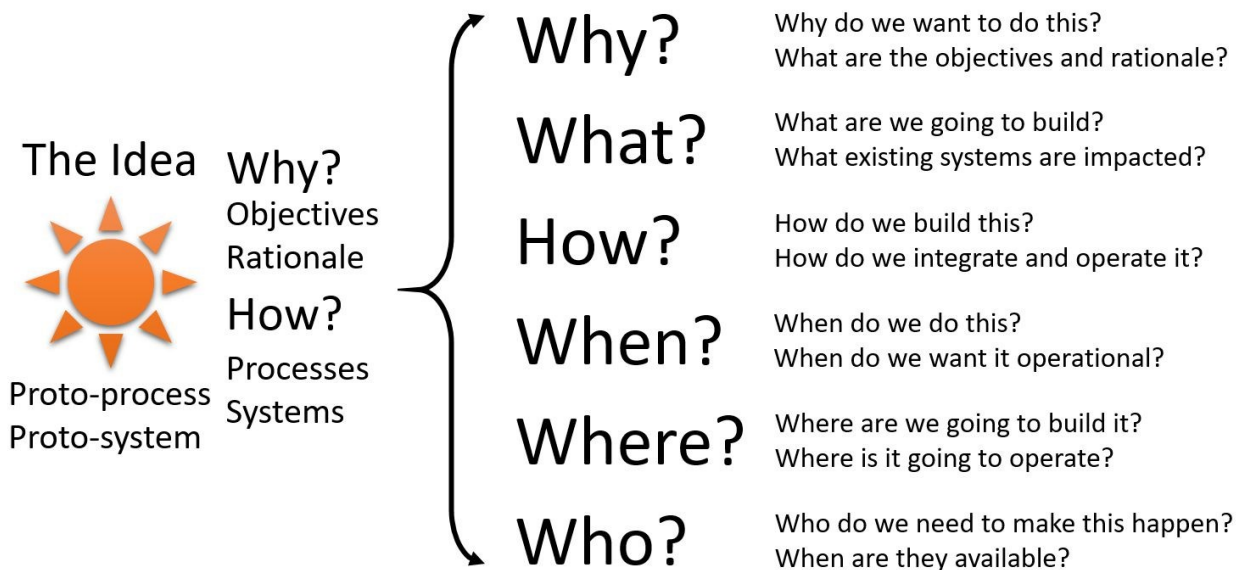 The Idea
Proto-process
Proto-system
Why?
Objectives
Rationale
How?
Processes
Systems
Why?
Why do we want to do this?
What are the objectives and rationale?
What?
What are we going to build?
What existing systems are impacted?
How?
How do we build this?
How do we integrate and operate it?
When?
When do we do this?
When do we want it operational?
Where?
Where are we going to build it?
Where is it going to operate?
Who?
Who do we need to make this happen?
When are they available?